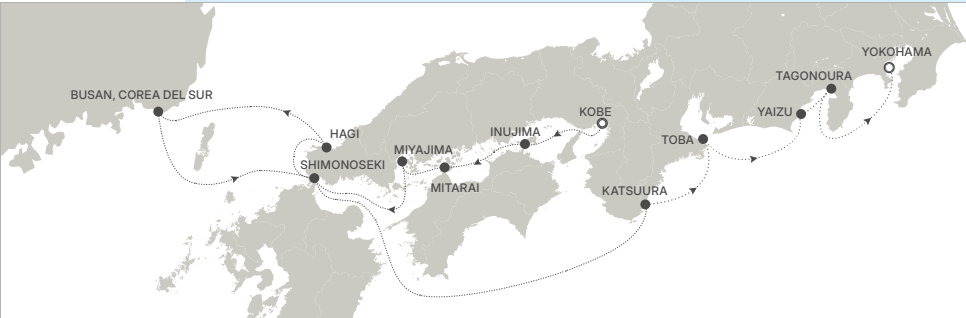 YOKOHAMA
TAGONOURA
BUSAN, COREA DEL SUR
YAIZU
KOBE
HAGI
INUJIMA
TOBA
MIYAJIMA
SHIMONOSEKI
MITARAI
KATSUURA